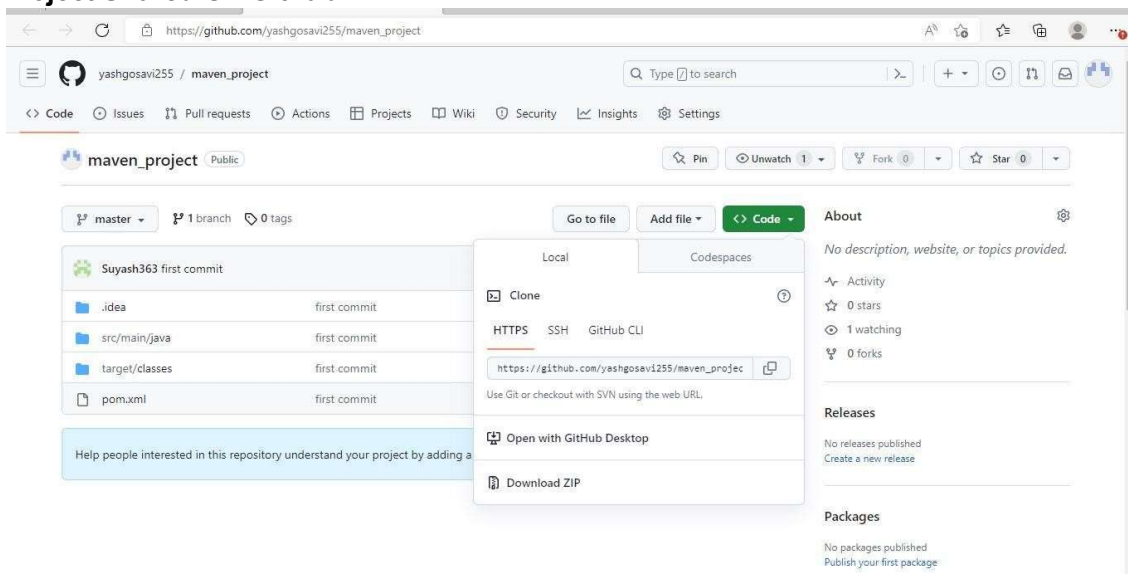 https://github.com/yashgosavi255/maven_project
yashgosavi255 / maven_project
Type / to search
Code Issues Pull requests Actions Projects Wiki Security Insights Settings
maven_project Public
Pin Unwatch 1 Fork 0 Star 0
master 1 branch 0 tags
Go to file Add file <> Code
Local Codespaces
Suyash363 first commit
.idea first commit
src/main/java first commit
target/classes first commit
pom.xml first commit
Help people interested in this repository understand your project by adding a
Clone
HTTPS SSH GitHub CLI
https://github.com/yashgosavi255/maven_projec
Use Git or checkout with SVN using the web URL.
Open with GitHub Desktop
Download ZIP
About
No description, website, or topics provided.
Activity
0 stars
1 watching
0 forks
Releases
No releases published
Create a new release
Packages
No packages published
Publish your first package